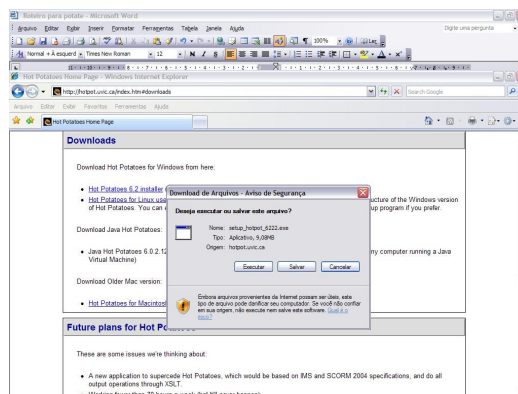 Roteiro para potate - Microsoft Word
Arquivo Editar Exibir Inserir Formatar Ferramentas Tabela Janela Ajuda
Digite uma pergunta
100%
Ler
Normal + À esquerd
Times New Roman
12
N I S
Hot Potatoes Home Page - Windows Internet Explorer
http://hotpot.uvic.ca/index.htm#downloads
Search Google
Arquivo Editar Exibir Favoritos Ferramentas Ajuda
Hot Potatoes Home Page
Downloads
Download Hot Potatoes for Windows from here:
Hot Potatoes 6.2 installer
Hot Potatoes for Linux use
ucture of the Windows version
of Hot Potatoes. You can
up program if you prefer.
Download Java Hot Potatoes:
Java Hot Potatoes 6.0.2.12
ny computer running a Java
Virtual Machine)
Download Older Mac version:
Hot Potatoes for Macintos
Download de Arquivos - Aviso de Segurança
Deseja executar ou salvar este arquivo?
Nome: setup_hotpot_6222.exe
Tipo: Aplicativo, 9,08MB
Origem: hotpot.uvic.ca
Executar Salvar Cancelar
Embora arquivos provenientes da Internet possam ser úteis, este
tipo de arquivo pode danificar seu computador. Se você não confiar
em sua origem, não execute nem salve este software. Qual é o
risco?
Future plans for Hot Potatoes
These are some issues we're thinking about:
A new application to supercede Hot Potatoes, which would be based on IMS and SCORM 2004 specifications, and do all
output operations through XSLT.